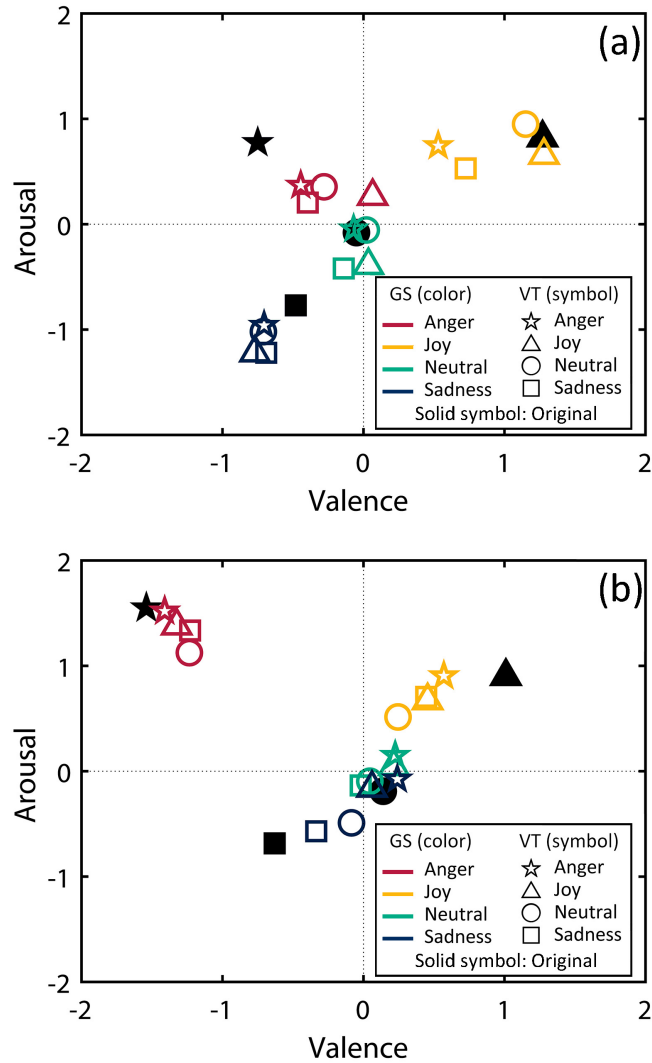 (a)
2
1
0
-1
-2
Arousal
GS (color) VT (symbol)
Anger Anger
Joy Joy
Neutral Neutral
Sadness Sadness
Solid symbol: Original
-2 -1 0 1 2
Valence
(b)
2
1
0
-1
-2
Arousal
GS (color) VT (symbol)
Anger Anger
Joy Joy
Neutral Neutral
Sadness Sadness
Solid symbol: Original
-2 -1 0 1 2
Valence